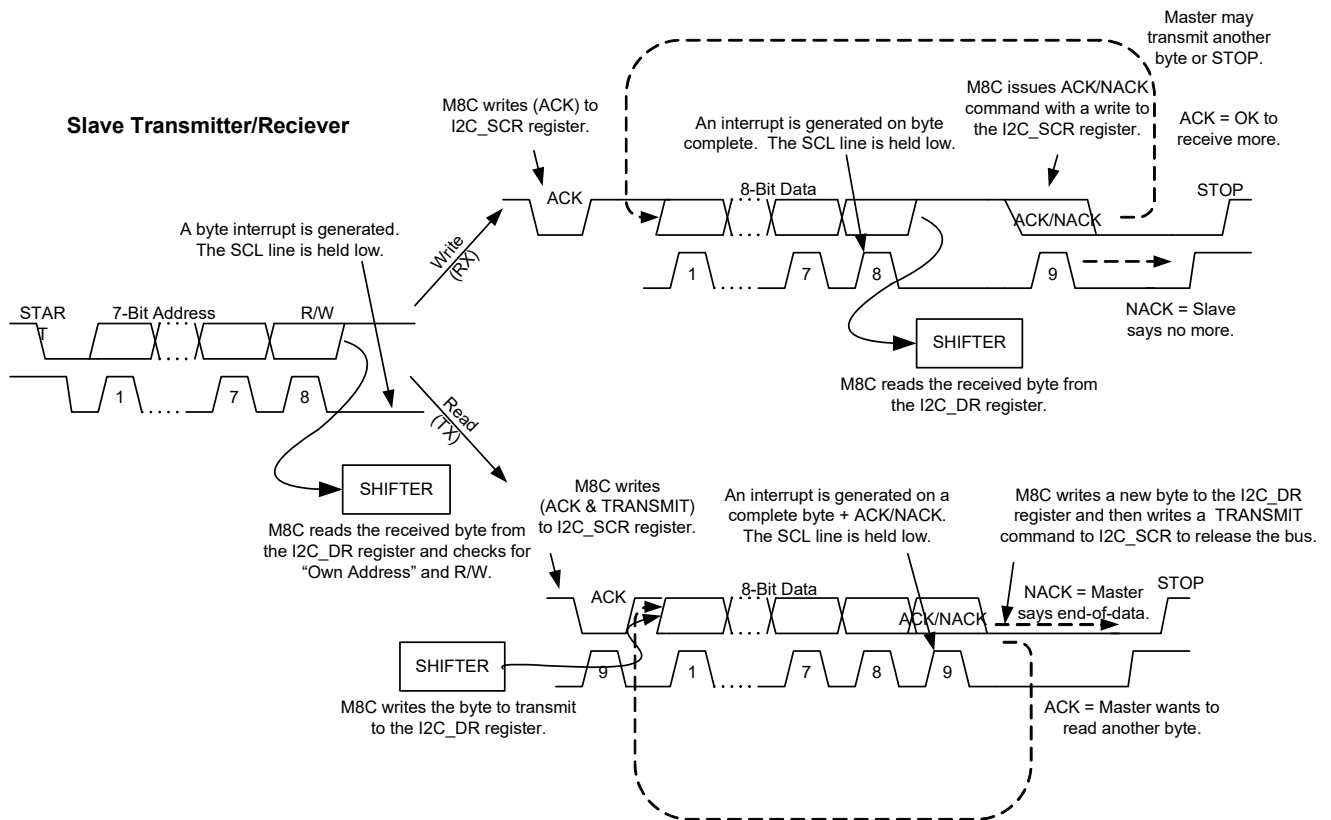 Master may
transmit another
byte or STOP.
M8C writes (ACK) to
I2C_SCR register.
M8C issues ACK/NACK
command with a write to
the I2C_SCR register.
Slave Transmitter/Reciever
An interrupt is generated on byte
complete. The SCL line is held low.
ACK = OK to
receive more.
ACK
8-Bit Data
STOP
ACK/NACK
A byte interrupt is generated.
The SCL line is held low.
Write
(RX)
1
7
8
9
NACK = Slave
says no more.
STAR
T
7-Bit Address
R/W
SHIFTER
M8C reads the received byte from
the I2C_DR register.
1
7
8
Read
(TX)
SHIFTER
M8C reads the received byte from
the I2C_DR register and checks for
“Own Address” and R/W.
M8C writes
(ACK & TRANSMIT)
to I2C_SCR register.
An interrupt is generated on a
complete byte + ACK/NACK.
The SCL line is held low.
M8C writes a new byte to the I2C_DR
register and then writes a TRANSMIT
command to I2C_SCR to release the bus.
ACK
8-Bit Data
ACK/NACK
NACK = Master
says end-of-data.
STOP
SHIFTER
9
1
7
8
9
M8C writes the byte to transmit
to the I2C_DR register.
ACK = Master wants to
read another byte.